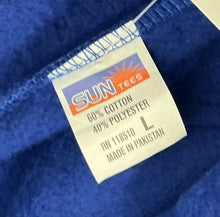 SUN TEES
60% COTTON
40% POLYESTER
RN 118510 L
MADE IN PAKISTAN